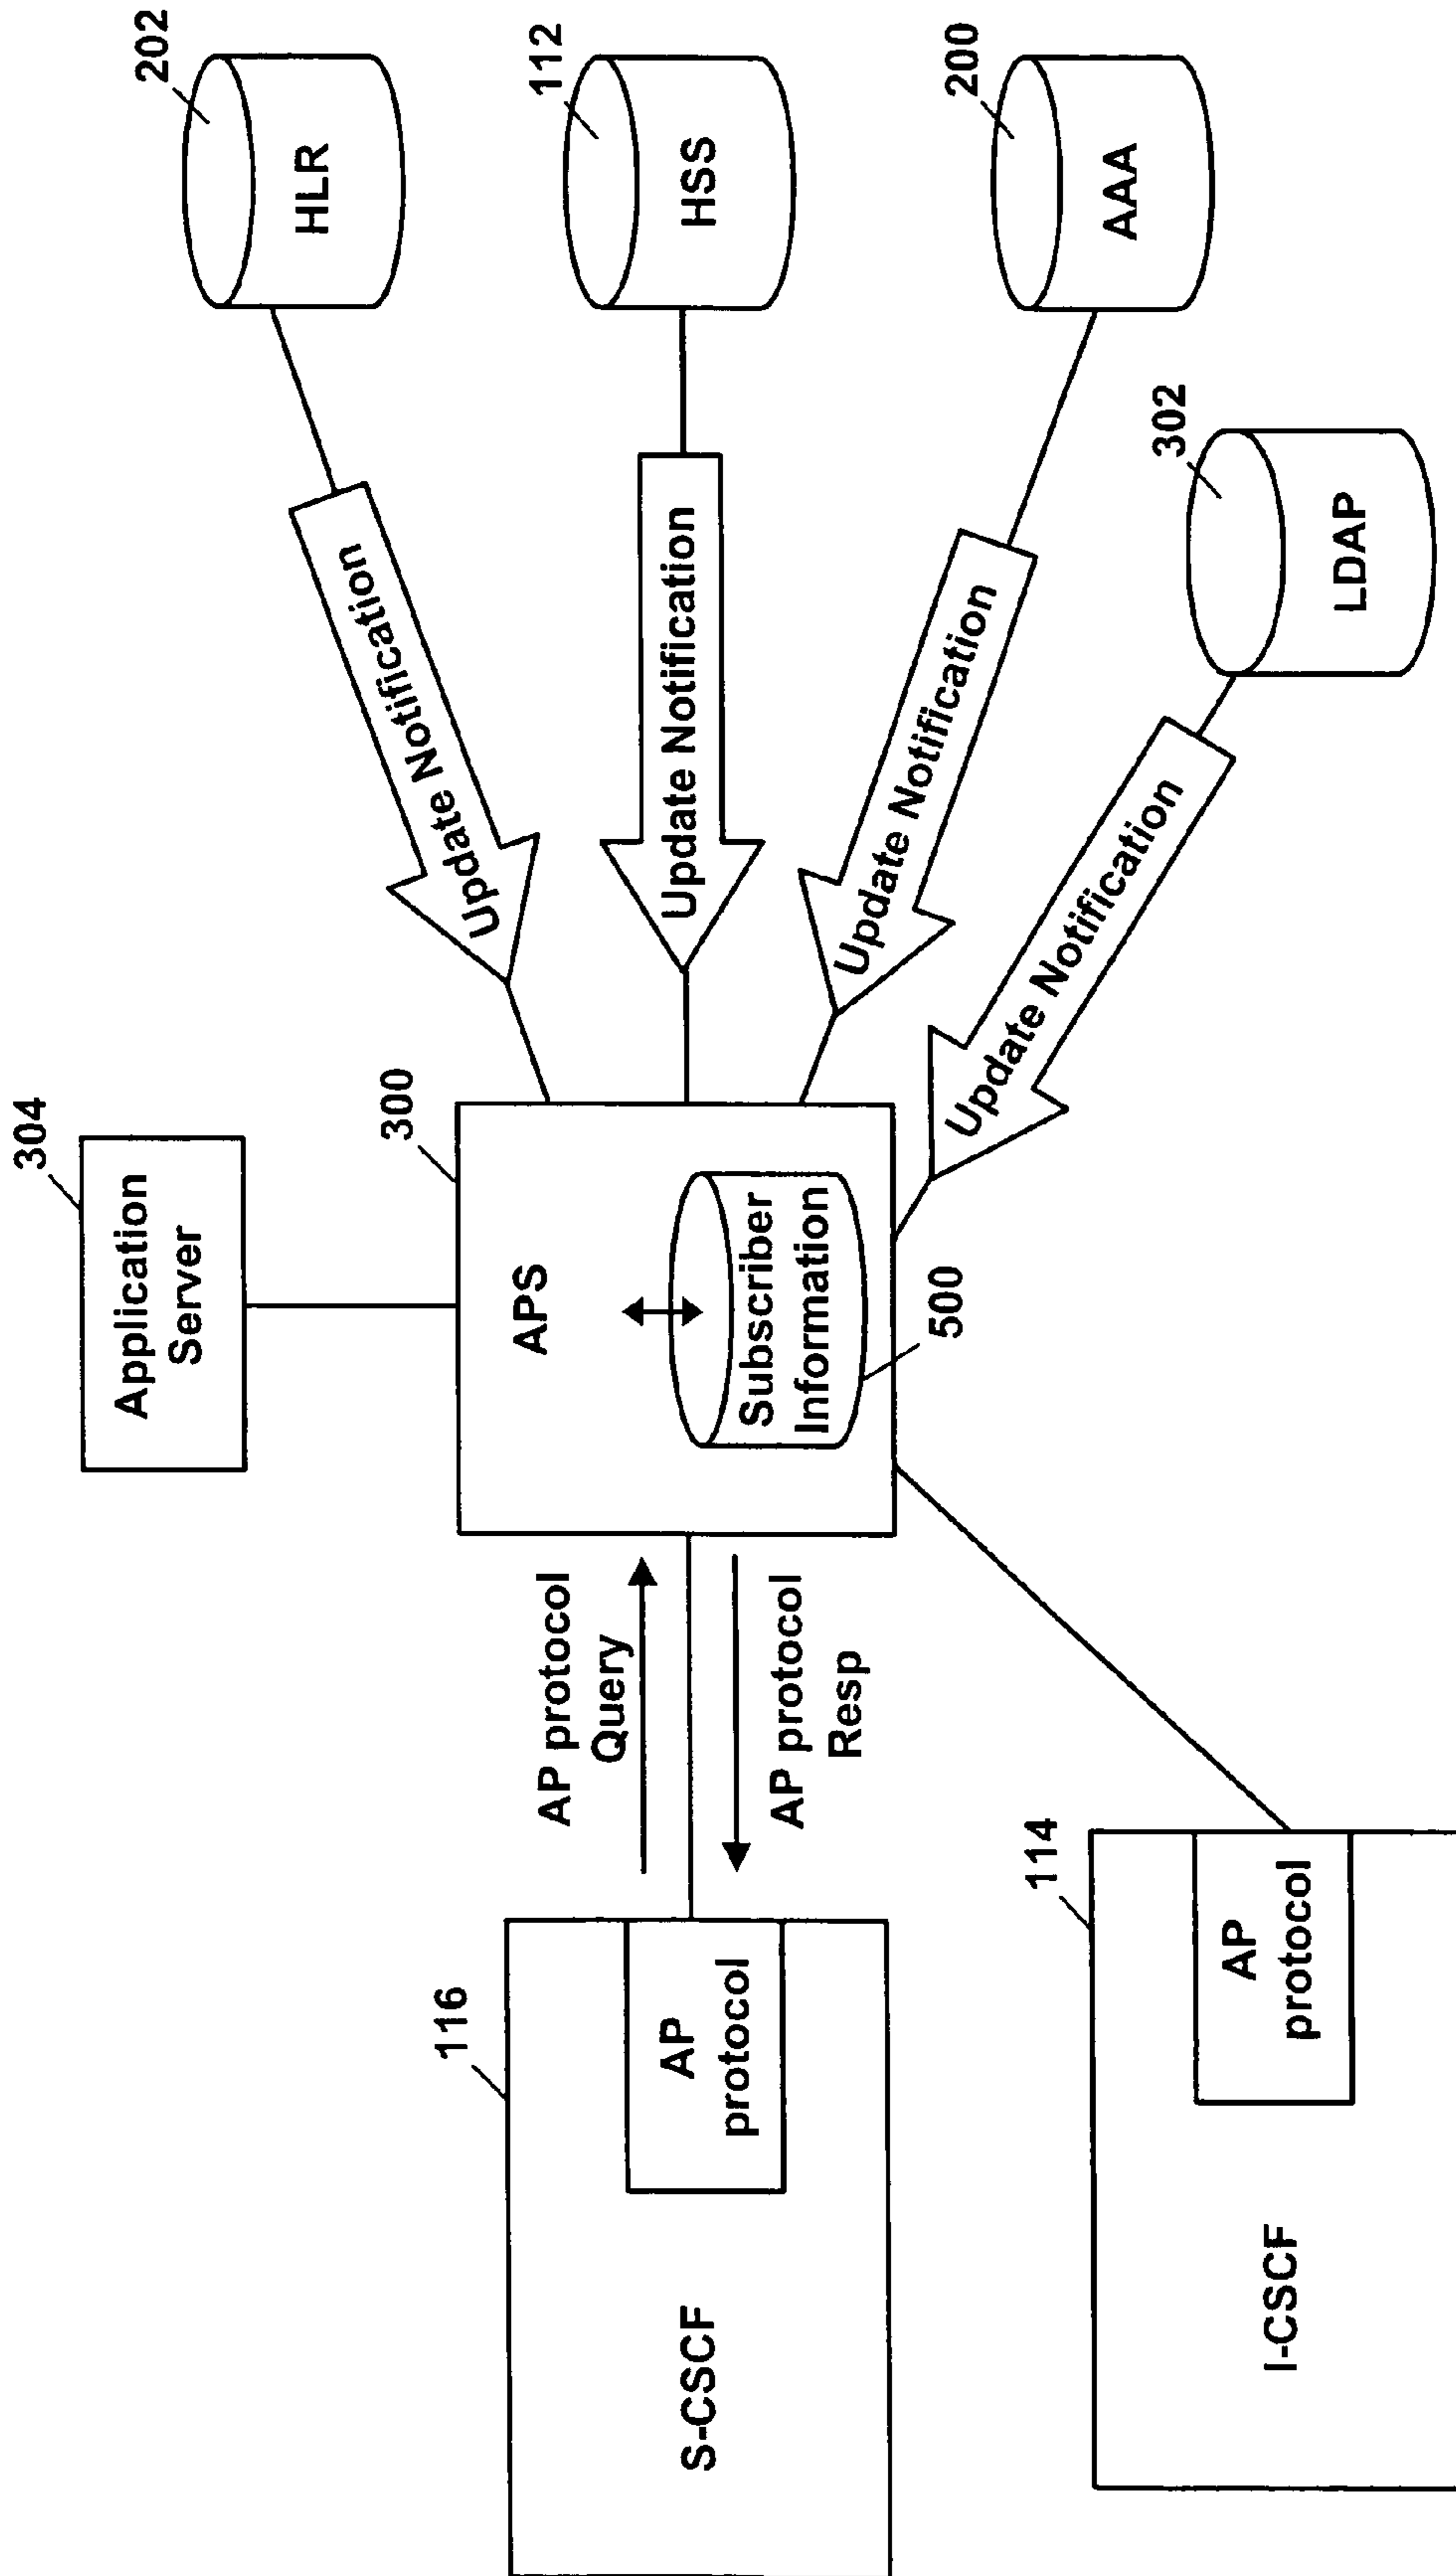 304
Application
Server
202
HLR
300
APS
Update Notification
112
HSS
Update Notification
AP protocol
Query
116
S-CSCF
AP
protocol
AP protocol
Resp
Subscriber
Information
500
Update Notification
200
AAA
Update Notification
302
LDAP
114
I-CSCF
AP
protocol